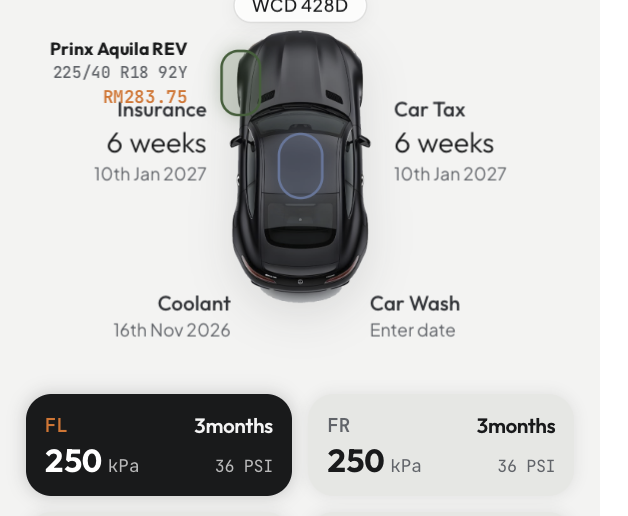 WCD 428D
Prinx Aquila REV
225/40 R18 92Y
RM283.75
Insurance
6 weeks
10th Jan 2027
Car Tax
6 weeks
10th Jan 2027
Coolant
16th Nov 2026
Car Wash
Enter date
FL
3months
250 kPa
36 PSI
FR
3months
250 kPa
36 PSI